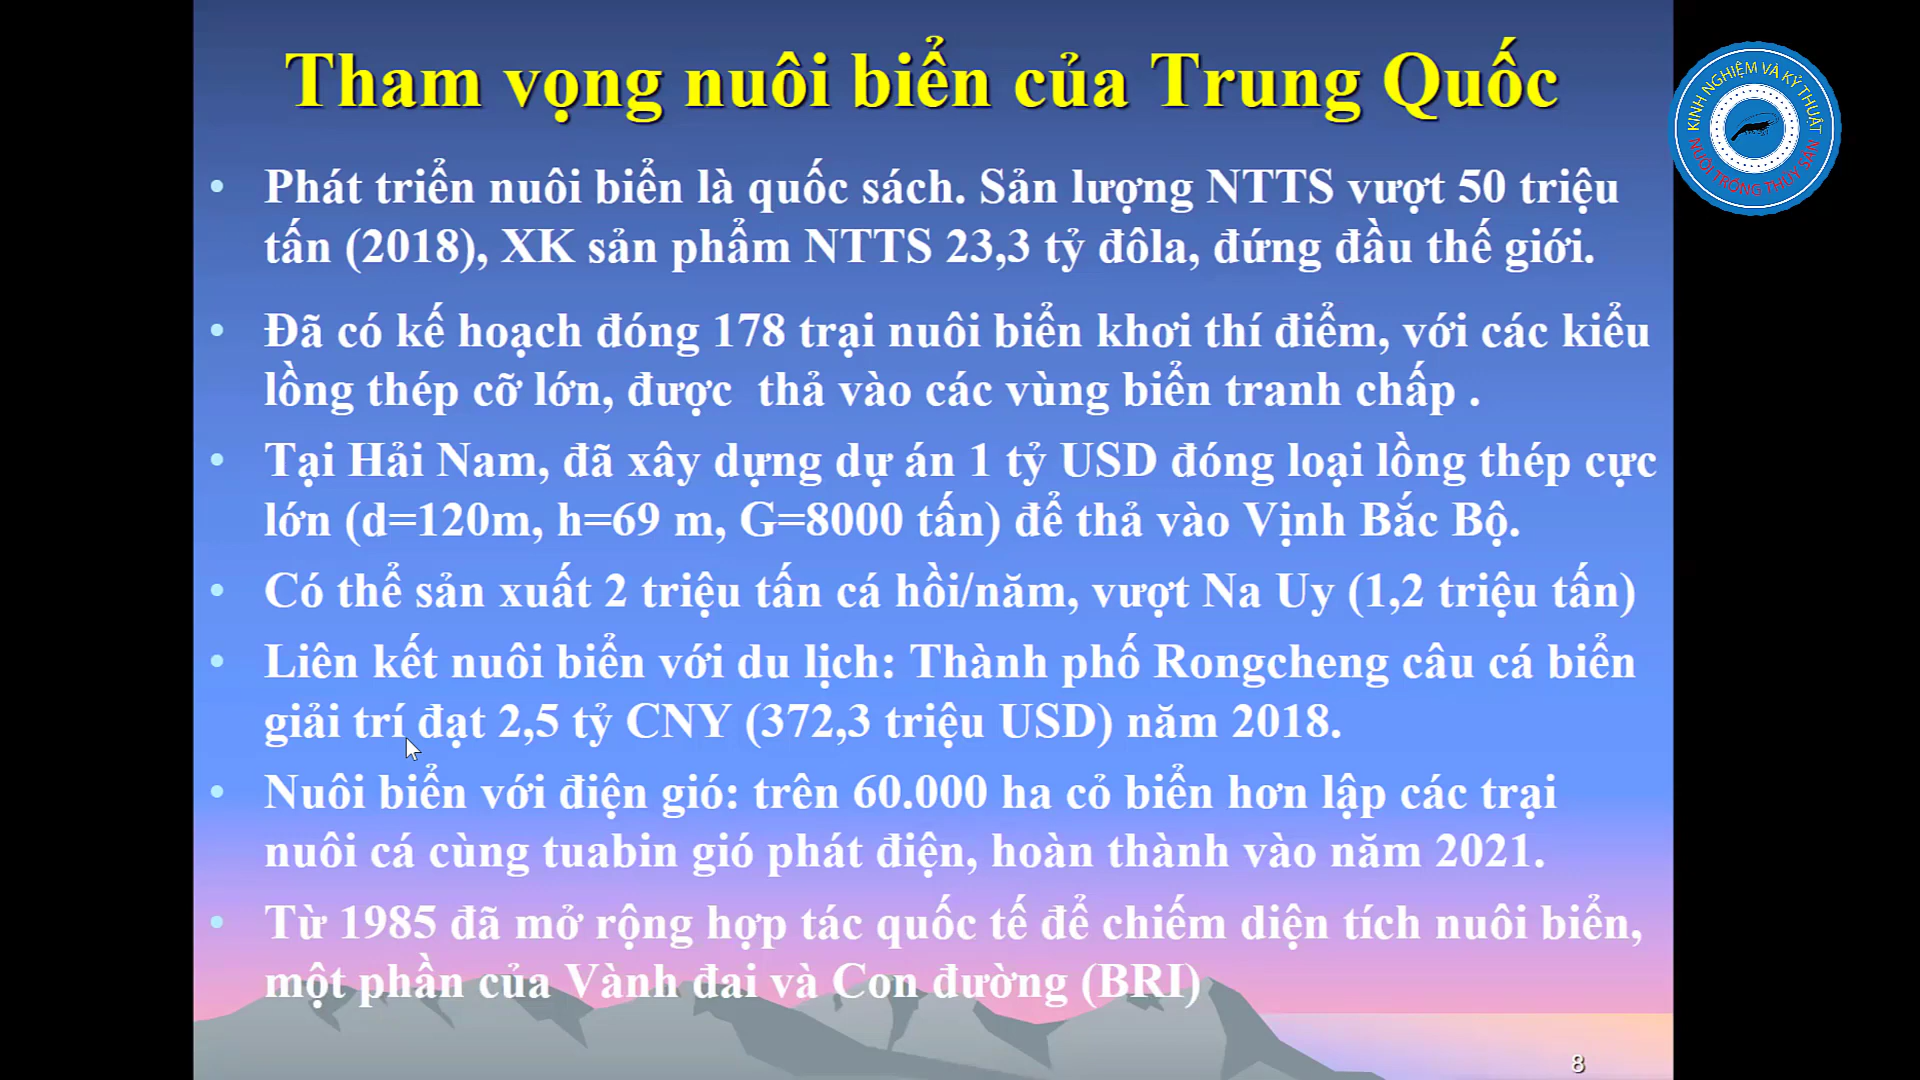 Tham vọng nuôi biển của Trung Quốc
KINH NGHIỆM VÀ KỸ THUẬT
NUÔI TRỒNG THỦY SẢN
• Phát triển nuôi biển là quốc sách. Sản lượng NTTS vượt 50 triệu
tấn (2018), XK sản phẩm NTTS 23,3 tỷ đôla, đứng đầu thế giới.
• Đã có kế hoạch đóng 178 trại nuôi biển khơi thí điểm, với các kiểu
lồng thép cỡ lớn, được thả vào các vùng biển tranh chấp .
• Tại Hải Nam, đã xây dựng dự án 1 tỷ USD đóng loại lồng thép cực
lớn (d=120m, h=69 m, G=8000 tấn) để thả vào Vịnh Bắc Bộ.
• Có thể sản xuất 2 triệu tấn cá hồi/năm, vượt Na Uy (1,2 triệu tấn)
• Liên kết nuôi biển với du lịch: Thành phố Rongcheng câu cá biển
giải trí đạt 2,5 tỷ CNY (372,3 triệu USD) năm 2018.
• Nuôi biển với điện gió: trên 60.000 ha cỏ biển hơn lập các trại
nuôi cá cùng tuabin gió phát điện, hoàn thành vào năm 2021.
• Từ 1985 đã mở rộng hợp tác quốc tế để chiếm diện tích nuôi biển,
một phần của Vành đai và Con đường (BRI)
8